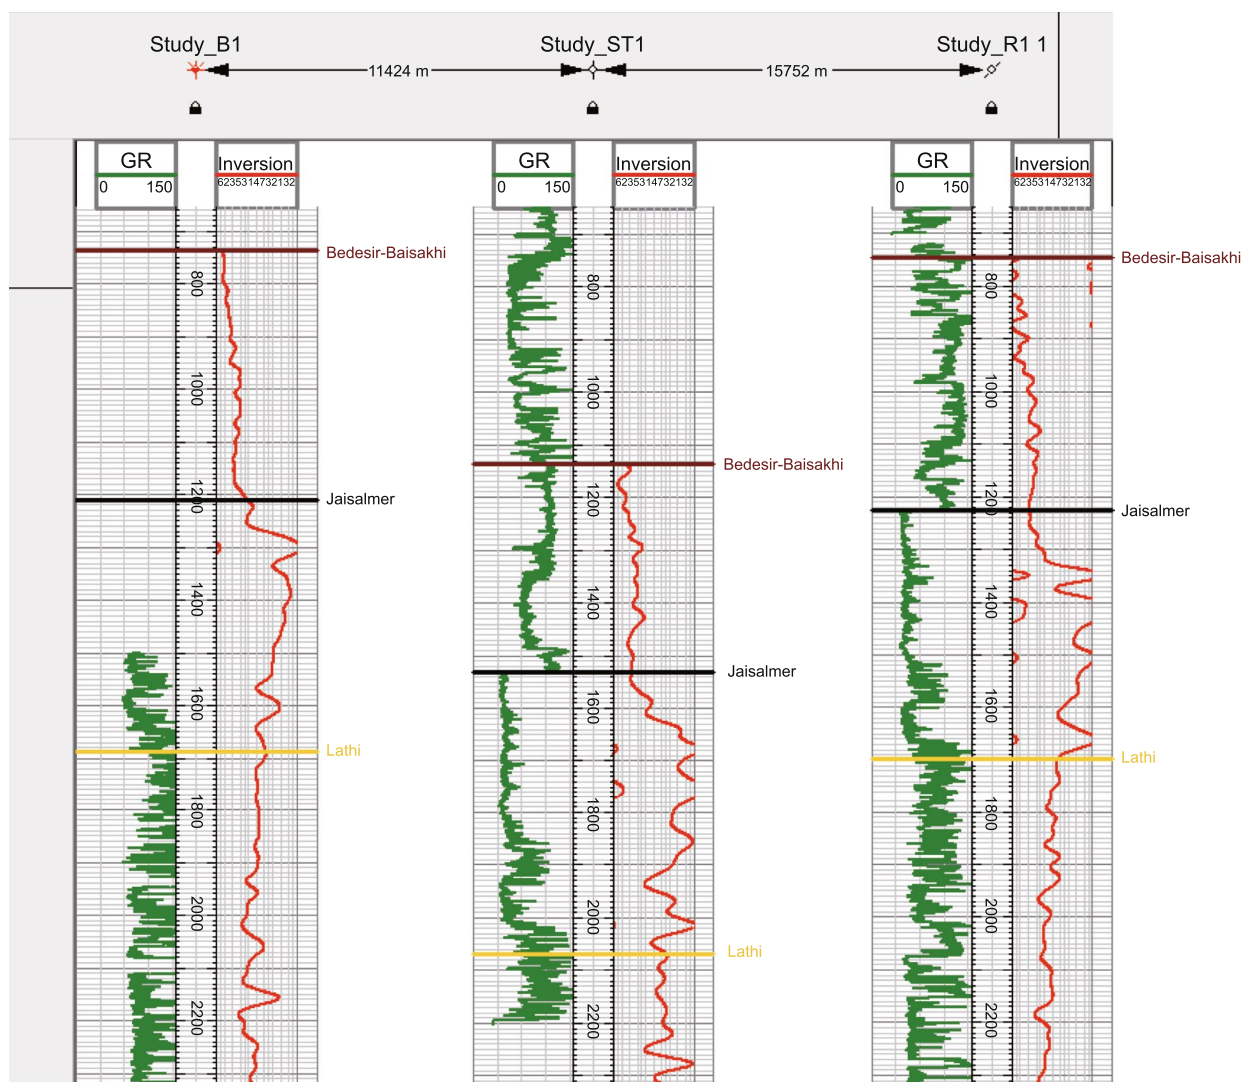 Study_B1 Study_ST1 Study_R1 1
11424 m 15752 m
GR Inversion GR Inversion GR Inversion
0 150 6235314732132 0 150 6235314732132 0 150 6235314732132
Bedesir-Baisakhi Bedesir-Baisakhi
800 800 800
1000 1000 1000
Bedesir-Baisakhi
Jaisalmer 1200 1200 1200 Jaisalmer
1400 1400 1400
Jaisalmer
1600 1600 1600
Lathi Lathi
1800 1800 1800
2000 2000 2000
Lathi
2200 2200 2200